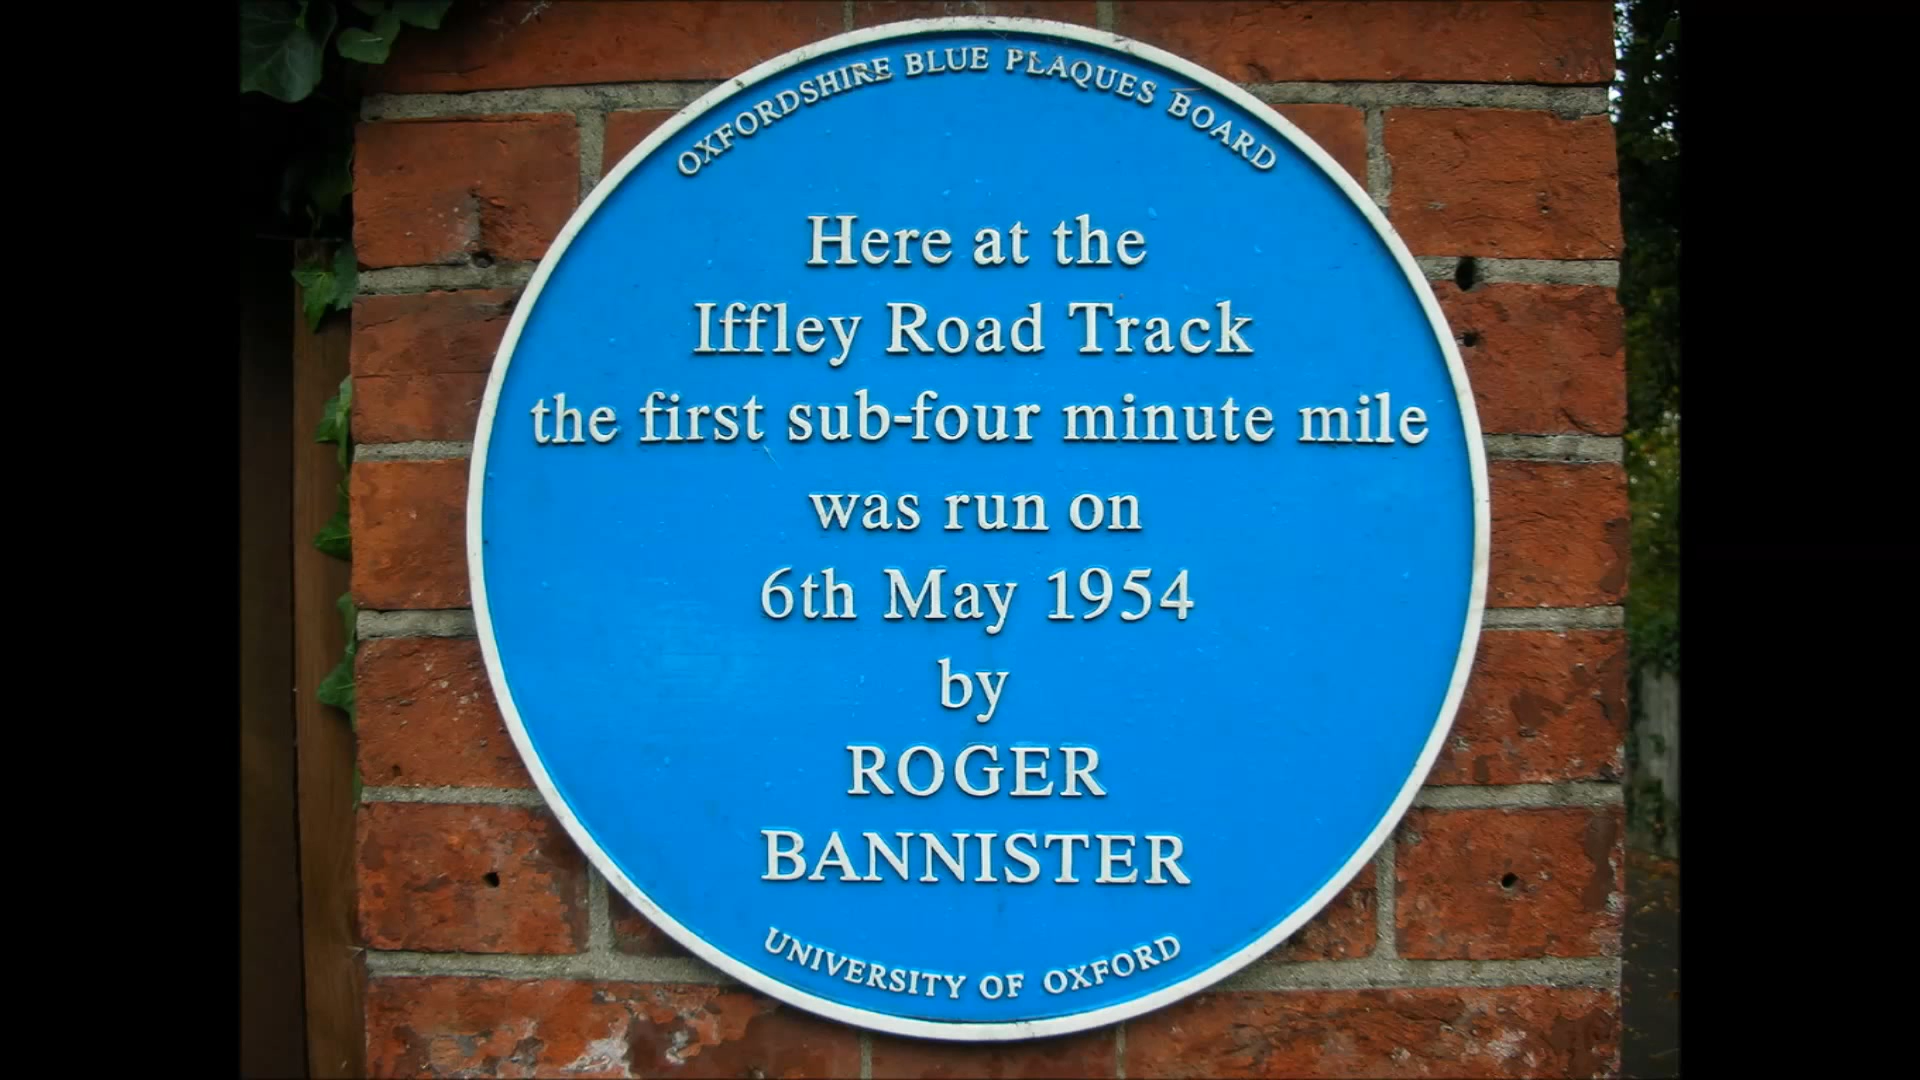 OXFORDSHIRE BLUE PLAQUES BOARD
Here at the
Iffley Road Track
the first sub-four minute mile
was run on
6th May 1954
by
ROGER
BANNISTER
UNIVERSITY OF OXFORD